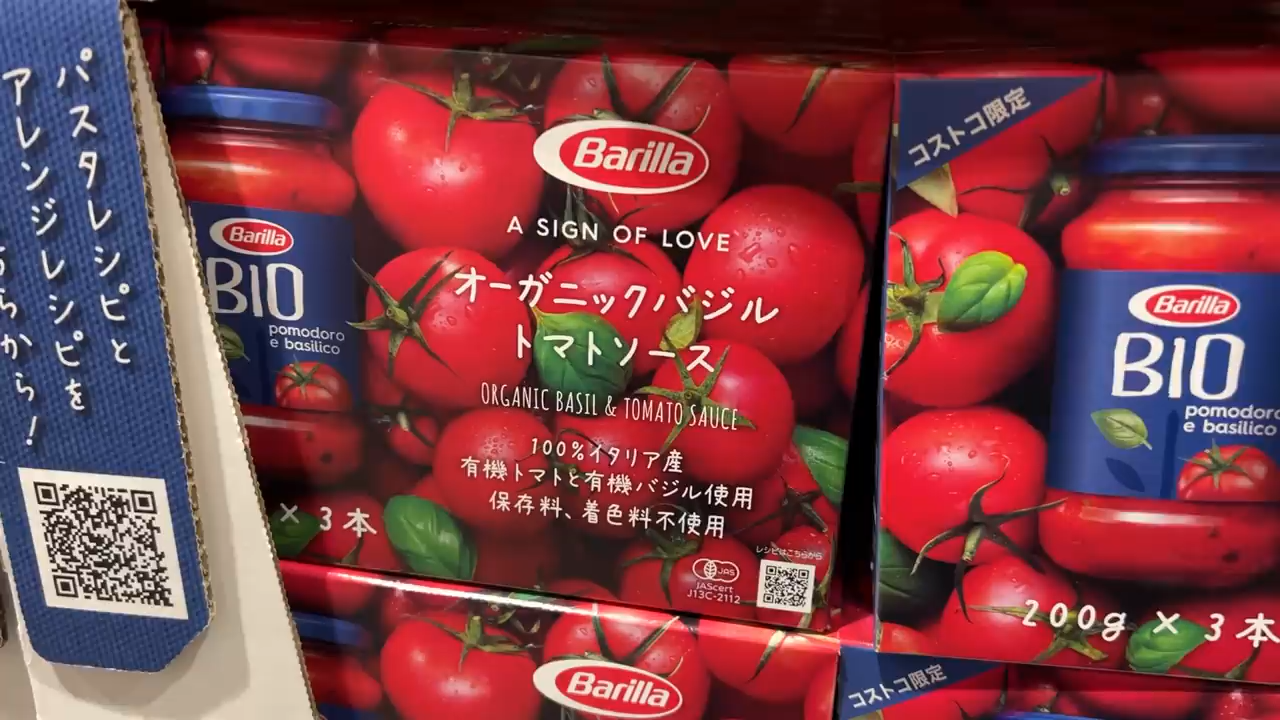 パスタレシピと
アレンジレシピを
ちらから！
Barilla
BIO
pomodoro
e basilico
× 3本
Barilla
A SIGN OF LOVE
オーガニックバジル
トマトソース
ORGANIC BASIL & TOMATO SAUCE
100%イタリア産
有機トマトと有機バジル使用
保存料、着色料不使用
JAS
JAScert
J13C-2112
レシピはこちらから
コストコ限定
Barilla
BIO
pomodoro
e basilico
200g × 3本
Barilla
コストコ限定